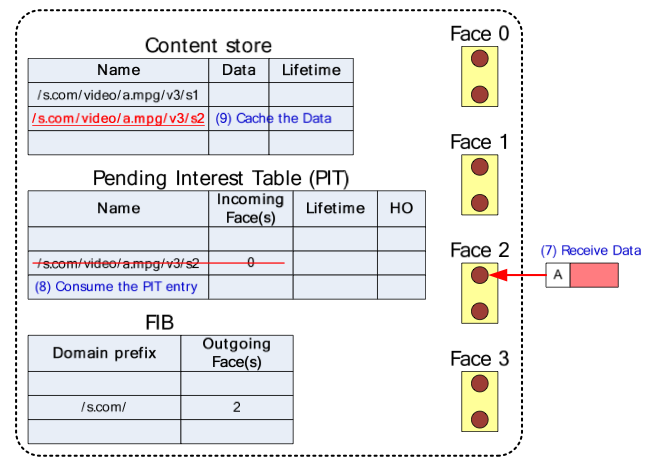 Content store
Name Data Lifetime
/s.com/video/a.mpg/v3/s1
/s.com/video/a.mpg/v3/s2 (9) Cache the Data
Pending Interest Table (PIT)
Name Incoming Face(s) Lifetime HO
/s.com/video/a.mpg/v3/s2 0
(8) Consume the PIT entry
FIB
Domain prefix Outgoing Face(s)
/s.com/ 2
Face 0
Face 1
Face 2
(7) Receive Data
A
Face 3